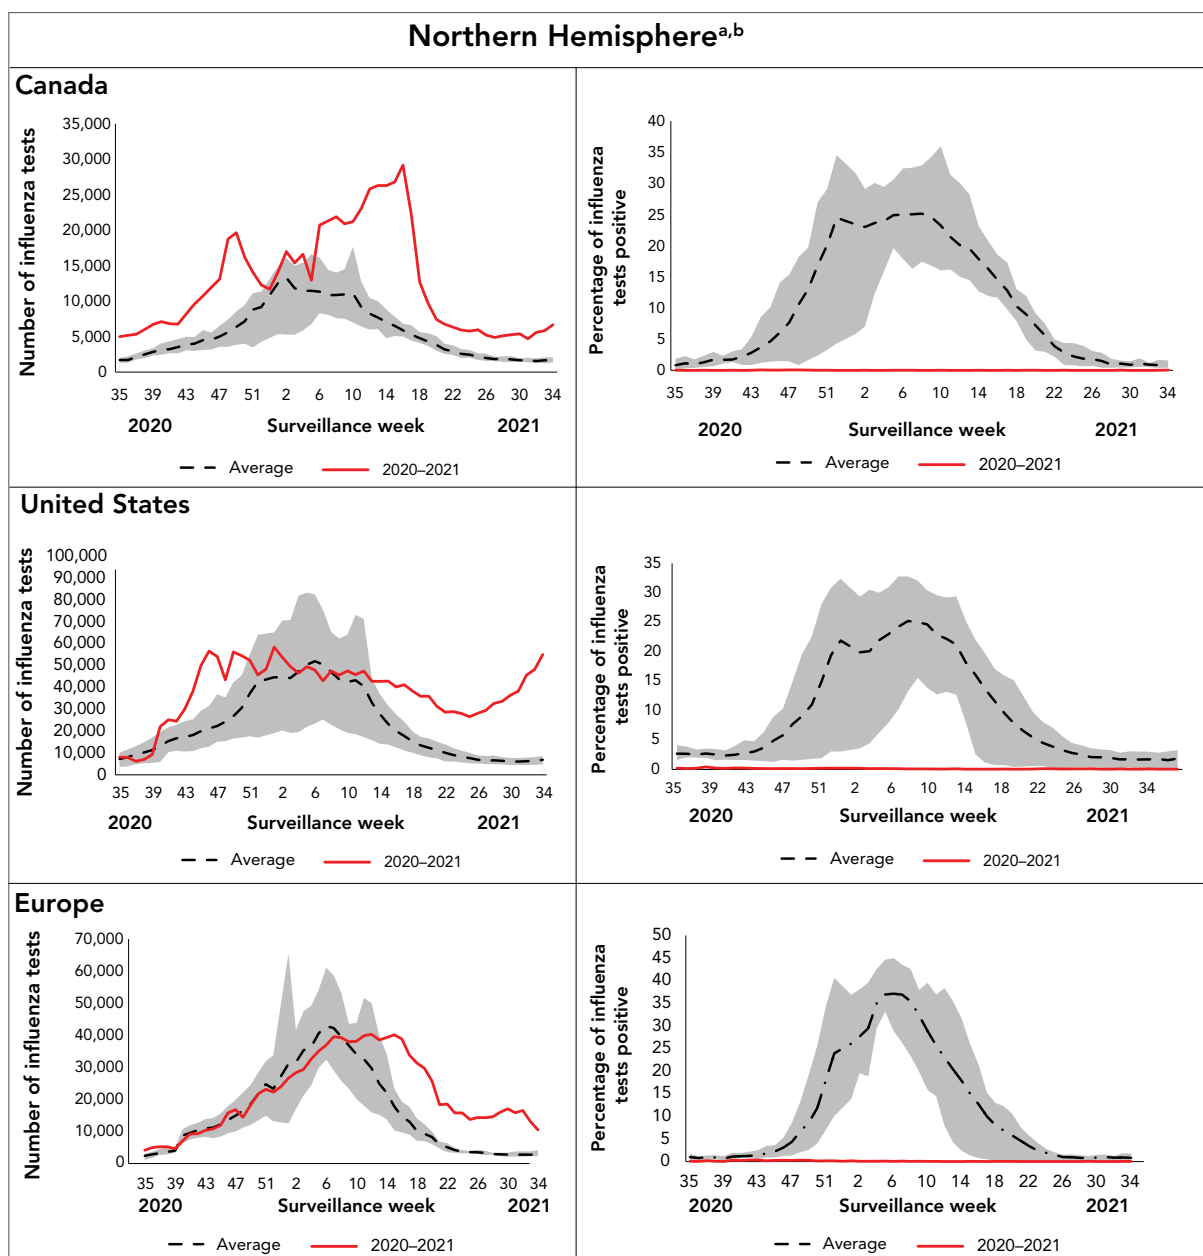 Northern Hemisphereᵃ,ᵇ
Canada
Number of influenza tests
35,000
30,000
25,000
20,000
15,000
10,000
5,000
0
35 39 43 47 51 2 6 10 14 18 22 26 30 34
2020 Surveillance week 2021
Average 2020–2021
Percentage of influenza
tests positive
40
35
30
25
20
15
10
5
0
35 39 43 47 51 2 6 10 14 18 22 26 30 34
2020 Surveillance week 2021
Average 2020–2021
United States
Number of influenza tests
100,000
90,000
80,000
70,000
60,000
50,000
40,000
30,000
20,000
10,000
0
35 39 43 47 51 2 6 10 14 18 22 26 30 34
2020 Surveillance week 2021
Average 2020–2021
Percentage of influenza
tests positive
35
30
25
20
15
10
5
0
35 39 43 47 51 2 6 10 14 18 22 26 30 34
2020 Surveillance week 2021
Average 2020–2021
Europe
Number of influenza tests
70,000
60,000
50,000
40,000
30,000
20,000
10,000
0
35 39 43 47 51 2 6 10 14 18 22 26 30 34
2020 Surveillance week 2021
Average 2020–2021
Percentage of influenza
tests positive
50
45
40
35
30
25
20
15
10
5
0
35 39 43 47 51 2 6 10 14 18 22 26 30 34
2020 Surveillance week 2021
Average 2020–2021